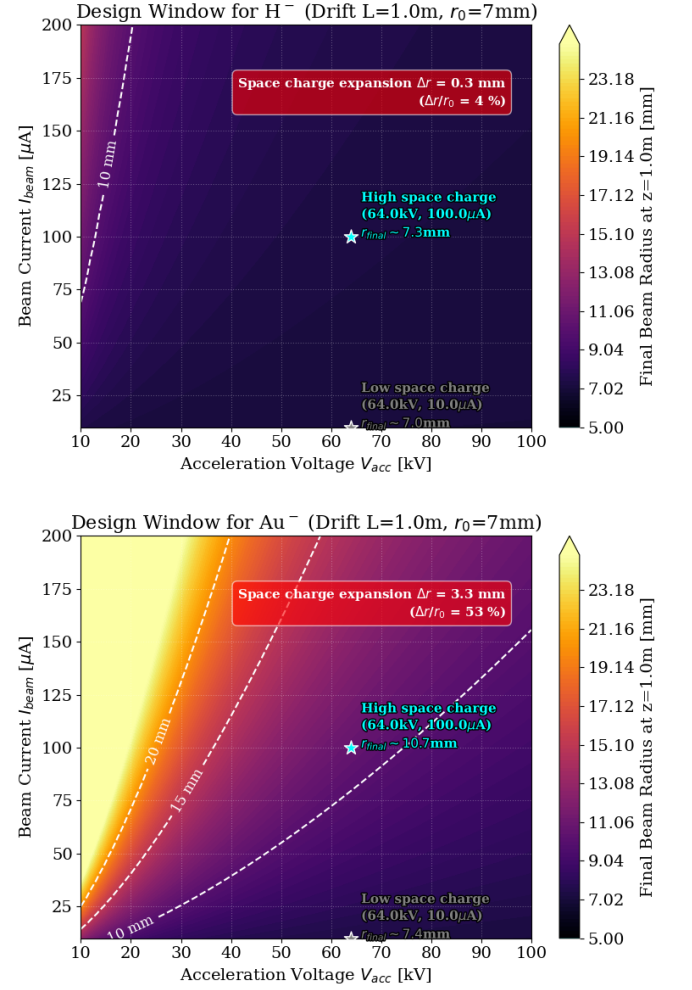 Design Window for H⁻ (Drift L=1.0m, r₀=7mm)
200
175
150
125
100
75
50
25
Beam Current I_beam [μA]
10 mm
Space charge expansion Δr = 0.3 mm
(Δr/r₀ = 4 %)
High space charge
(64.0kV, 100.0μA)
r_final ~ 7.3mm
Low space charge
(64.0kV, 10.0μA)
r_final ~ 7.0mm
10 20 30 40 50 60 70 80 90 100
Acceleration Voltage V_acc [kV]
23.18
21.16
19.14
17.12
15.10
13.08
11.06
9.04
7.02
5.00
Final Beam Radius at z=1.0m [mm]
Design Window for Au⁻ (Drift L=1.0m, r₀=7mm)
200
175
150
125
100
75
50
25
Beam Current I_beam [μA]
20 mm
15 mm
10 mm
Space charge expansion Δr = 3.3 mm
(Δr/r₀ = 53 %)
High space charge
(64.0kV, 100.0μA)
r_final ~ 10.7mm
Low space charge
(64.0kV, 10.0μA)
r_final ~ 7.4mm
10 20 30 40 50 60 70 80 90 100
Acceleration Voltage V_acc [kV]
23.18
21.16
19.14
17.12
15.10
13.08
11.06
9.04
7.02
5.00
Final Beam Radius at z=1.0m [mm]